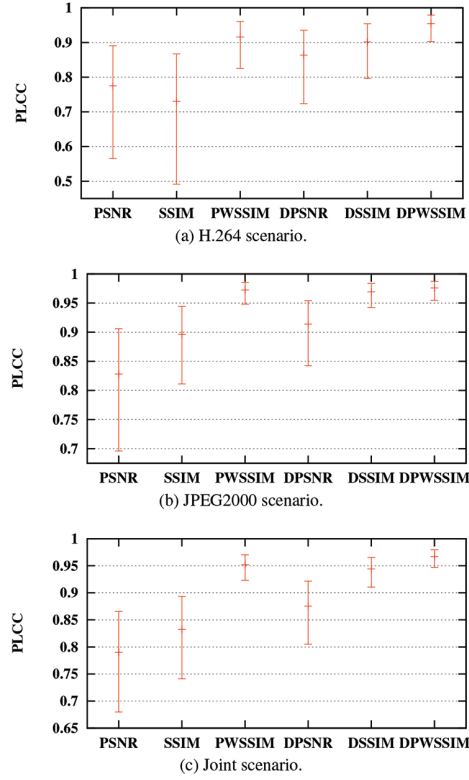 1
0.9
0.8
0.7
0.6
0.5
PLCC
PSNR SSIM PWSSIM DPSNR DSSIM DPWSSIM
(a) H.264 scenario.
1
0.95
0.9
0.85
0.8
0.75
0.7
PLCC
PSNR SSIM PWSSIM DPSNR DSSIM DPWSSIM
(b) JPEG2000 scenario.
1
0.95
0.9
0.85
0.8
0.75
0.7
0.65
PLCC
PSNR SSIM PWSSIM DPSNR DSSIM DPWSSIM
(c) Joint scenario.